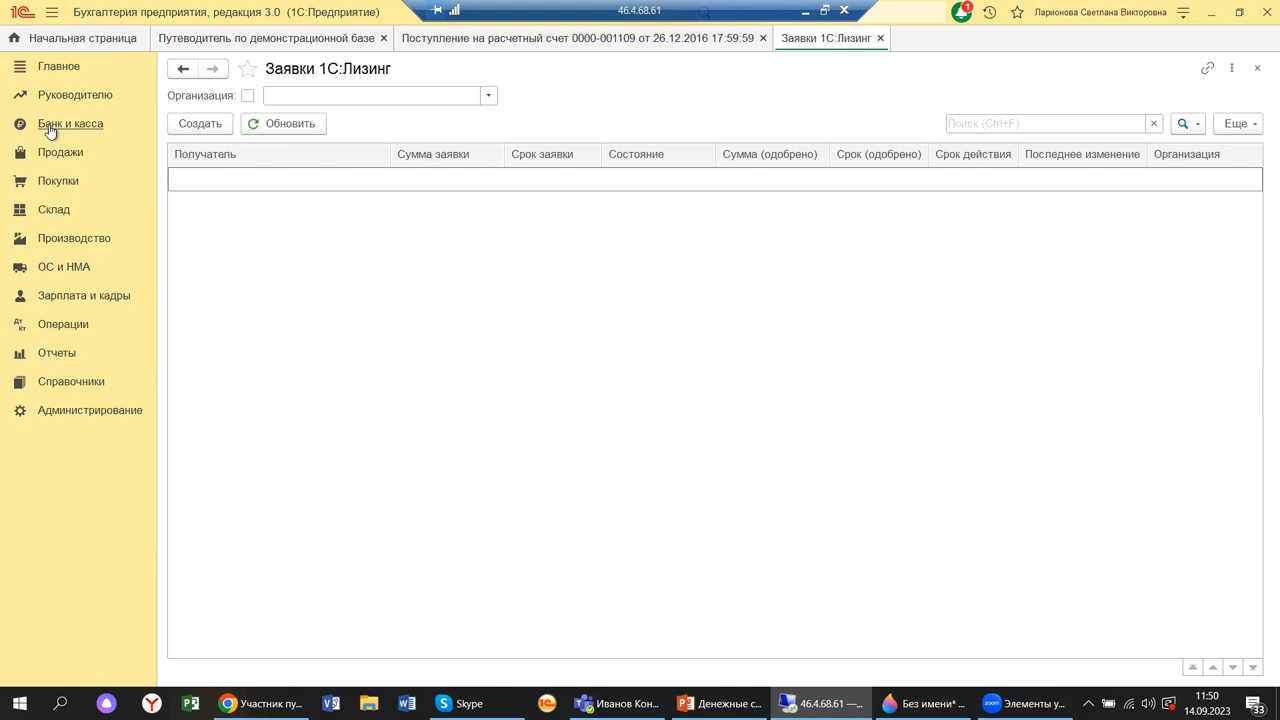 Бухгалтерия предприятия, редакция 3.0 (1С:Предприятие)
46.4.68.61
1
Ларионова Светлана Викторовна
Начальная страница
Путеводитель по демонстрационной базе
Поступление на расчетный счет 0000-001109 от 26.12.2016 17:59:59
Заявки 1С:Лизинг
Главное
Руководителю
Банк и касса
Продажи
Покупки
Склад
Производство
ОС и НМА
Зарплата и кадры
Операции
Отчеты
Справочники
Администрирование
Заявки 1С:Лизинг
Организация:
Создать
Обновить
Поиск (Ctrl+F)
Еще
Получатель
Сумма заявки
Срок заявки
Состояние
Сумма (одобрено)
Срок (одобрено)
Срок действия
Последнее изменение
Организация
Участник пу...
Skype
Иванов Кон...
Денежные с...
46.4.68.61 —...
Без имени* ...
Элементы у...
11:50
14.09.2023
33